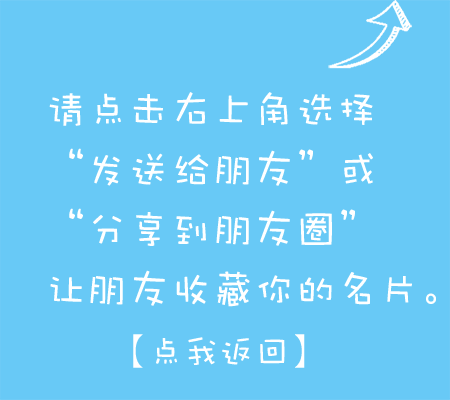 请点击右上角选择
“发送给朋友”或
“分享到朋友圈”
让朋友收藏你的名片。
【点我返回】